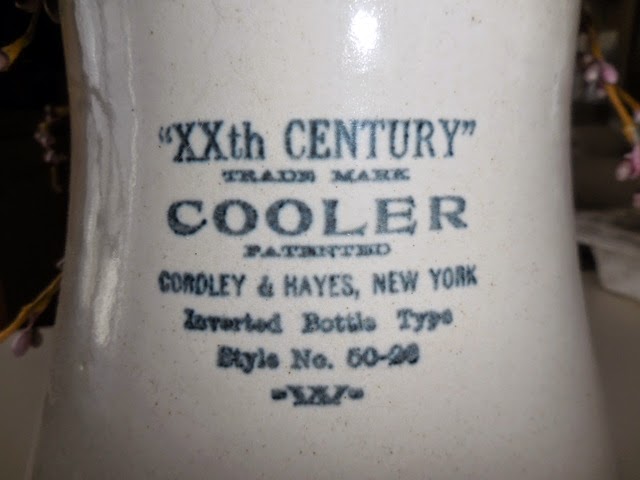 "XXth CENTURY"
TRADE MARK
COOLER
PATENTED
CORDLEY & HAYES, NEW YORK
Inverted Bottle Type
Style No. 50-26
-W-